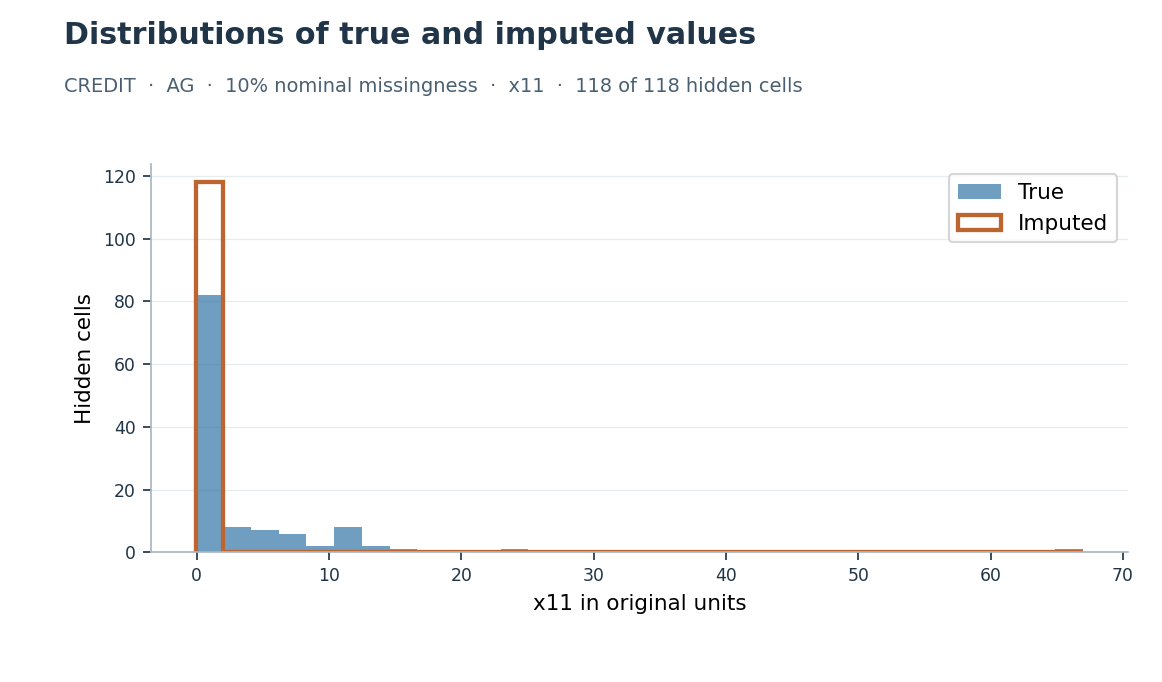 Distributions of true and imputed values
CREDIT · AG · 10% nominal missingness · x11 · 118 of 118 hidden cells
120
100
80
60
40
20
0
Hidden cells
True
Imputed
0 10 20 30 40 50 60 70
x11 in original units